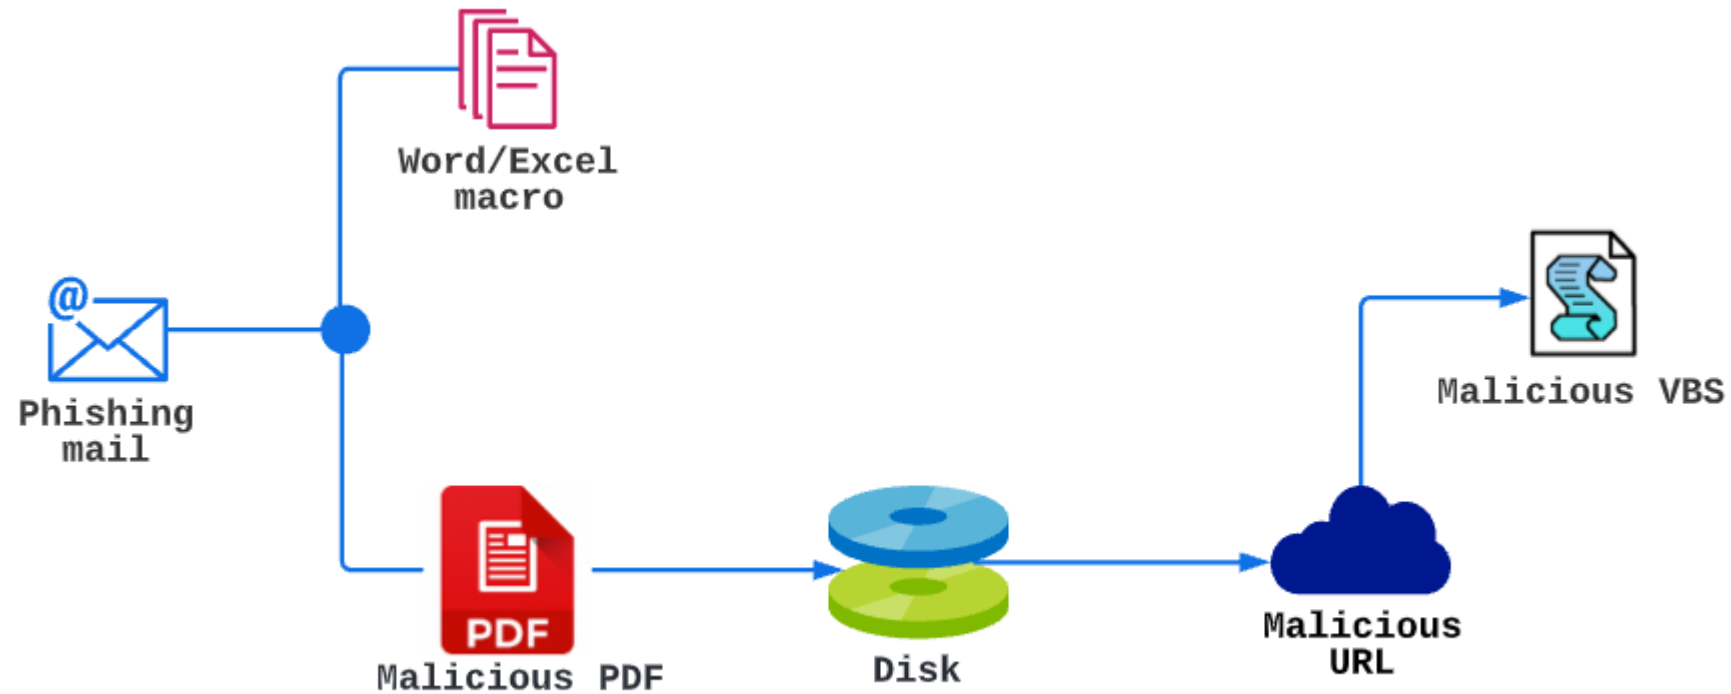 Word/Excel
macro
@
Phishing
mail
Malicious VBS
PDF
Malicious PDF
Disk
Malicious
URL